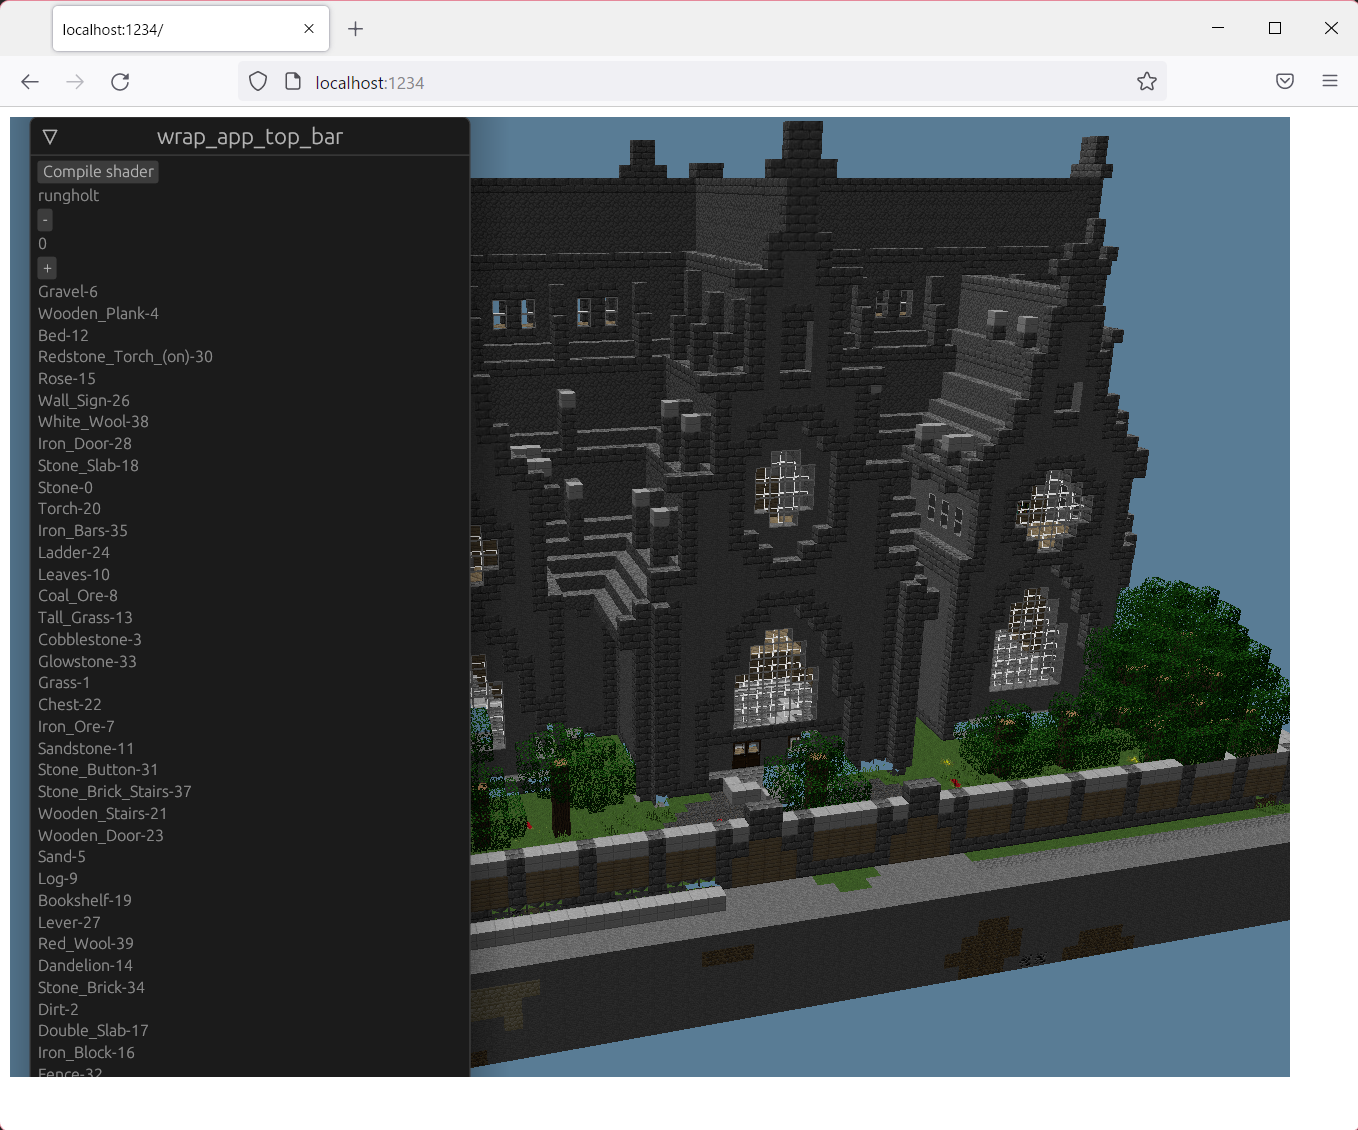 localhost:1234/
localhost:1234
wrap_app_top_bar
Compile shader
rungholt
-
0
+
Gravel-6
Wooden_Plank-4
Bed-12
Redstone_Torch_(on)-30
Rose-15
Wall_Sign-26
White_Wool-38
Iron_Door-28
Stone_Slab-18
Stone-0
Torch-20
Iron_Bars-35
Ladder-24
Leaves-10
Coal_Ore-8
Tall_Grass-13
Cobblestone-3
Glowstone-33
Grass-1
Chest-22
Iron_Ore-7
Sandstone-11
Stone_Button-31
Stone_Brick_Stairs-37
Wooden_Stairs-21
Wooden_Door-23
Sand-5
Log-9
Bookshelf-19
Lever-27
Red_Wool-39
Dandelion-14
Stone_Brick-34
Dirt-2
Double_Slab-17
Iron_Block-16
Fence-32